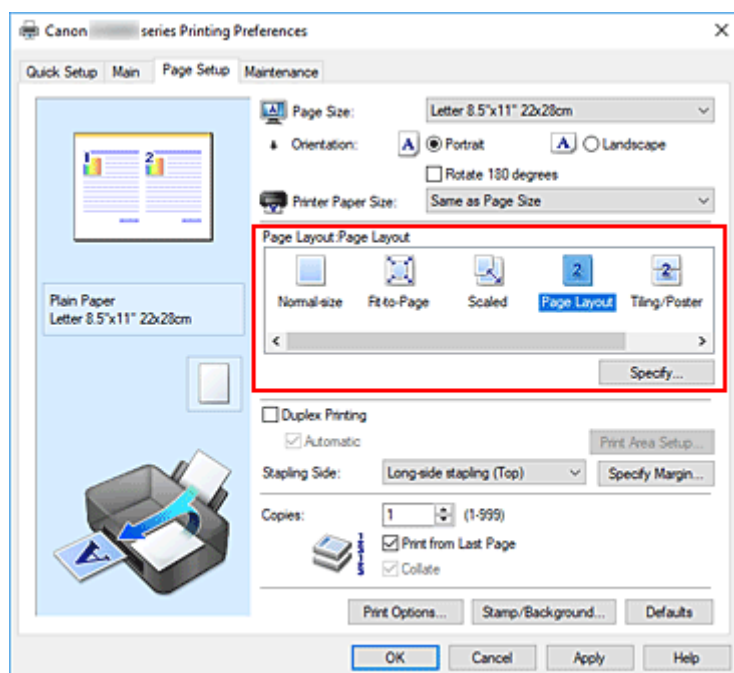 Canon series Printing Preferences
Quick Setup Main Page Setup Maintenance
1 2
Plain Paper
Letter 8.5"x11" 22x28cm
Page Size: Letter 8.5"x11" 22x28cm
Orientation: A Portrait A Landscape
Rotate 180 degrees
Printer Paper Size: Same as Page Size
Page Layout:Page Layout
2 2
Normal-size Fit-to-Page Scaled Page Layout Tiling/Poster
Specify...
Duplex Printing
Automatic Print Area Setup...
Stapling Side: Long-side stapling (Top) Specify Margin...
A
Copies: 1 (1-999)
Print from Last Page
Collate
Print Options... Stamp/Background... Defaults
OK Cancel Apply Help